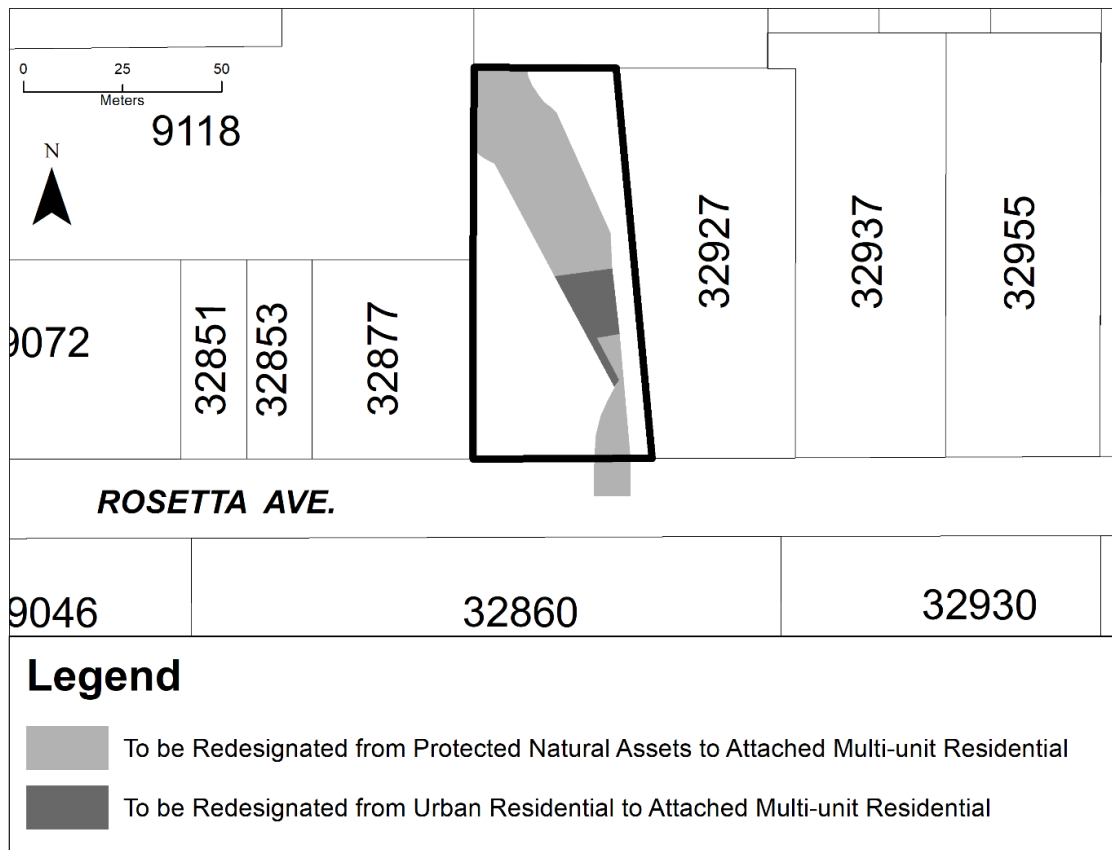 0 25 50
Meters
9118
N
32927
32937
32955
9072
32851
32853
32877
ROSETTA AVE.
9046
32860
32930
Legend
To be Redesignated from Protected Natural Assets to Attached Multi-unit Residential
To be Redesignated from Urban Residential to Attached Multi-unit Residential